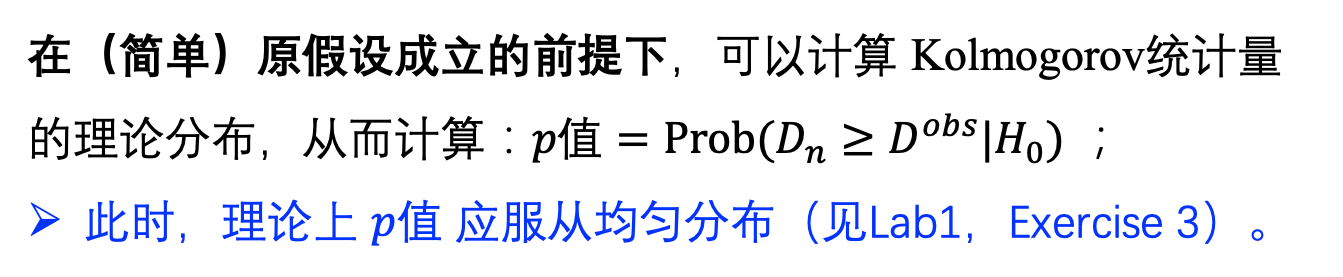 在（简单）原假设成立的前提下，可以计算 Kolmogorov统计量
的理论分布，从而计算：p值 = Prob(Dₙ ≥ Dᵒᵇˢ|H₀) ；
➢ 此时，理论上 p值 应服从均匀分布（见Lab1，Exercise 3）。